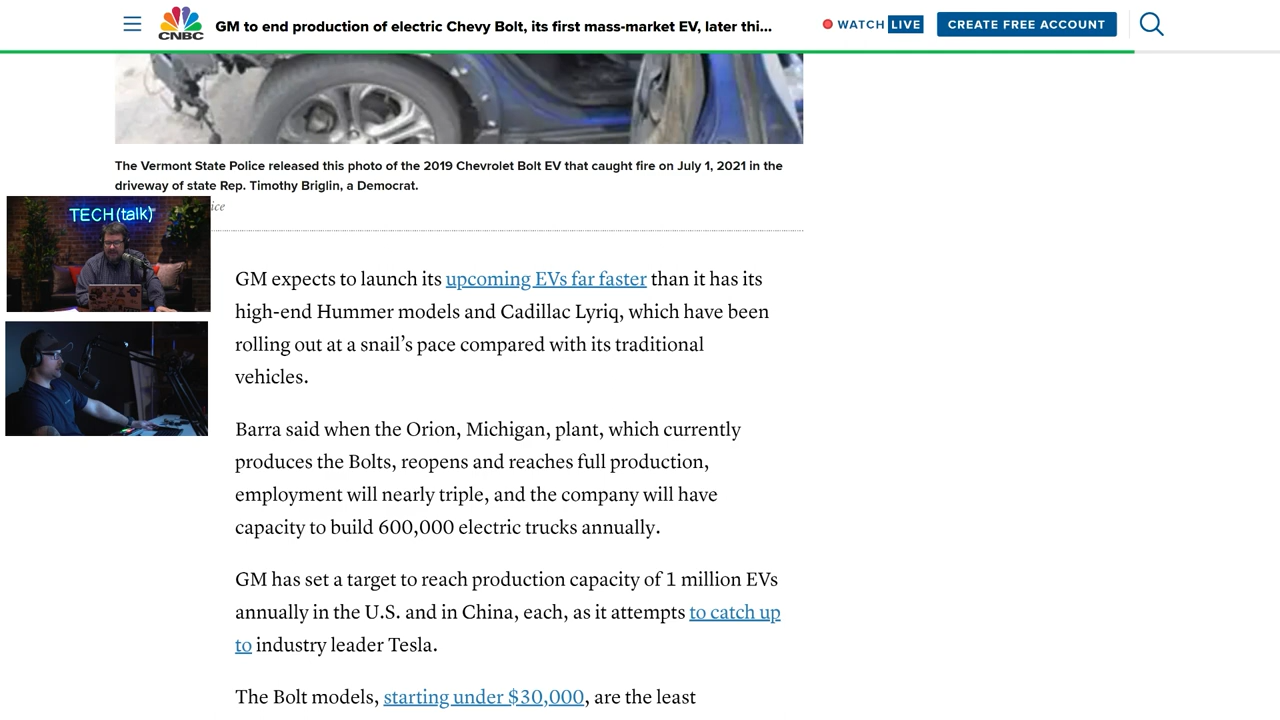 CNBC
GM to end production of electric Chevy Bolt, its first mass-market EV, later thi...
WATCH LIVE
CREATE FREE ACCOUNT
The Vermont State Police released this photo of the 2019 Chevrolet Bolt EV that caught fire on July 1, 2021 in the
driveway of state Rep. Timothy Briglin, a Democrat.
TECH (talk)
GM expects to launch its upcoming EVs far faster than it has its
high-end Hummer models and Cadillac Lyriq, which have been
rolling out at a snail’s pace compared with its traditional
vehicles.
Barra said when the Orion, Michigan, plant, which currently
produces the Bolts, reopens and reaches full production,
employment will nearly triple, and the company will have
capacity to build 600,000 electric trucks annually.
GM has set a target to reach production capacity of 1 million EVs
annually in the U.S. and in China, each, as it attempts to catch up
to industry leader Tesla.
The Bolt models, starting under $30,000, are the least